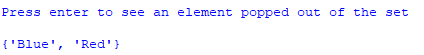 Press enter to see an element popped out of the set
{'Blue', 'Red'}